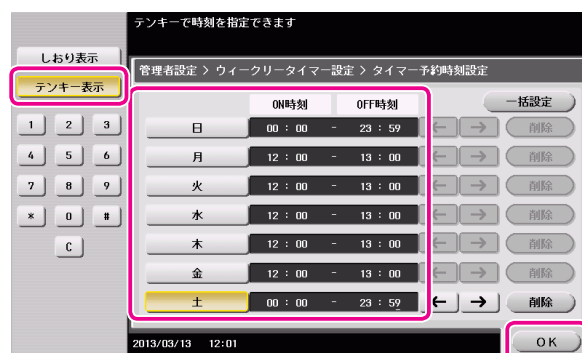 テンキーで時刻を指定できます
しおり表示
テンキー表示
管理者設定 > ウィークリータイマー設定 > タイマー予約時刻設定
ON時刻 OFF時刻 一括設定
1 2 3
4 5 6
7 8 9
* 0 #
C
日 00 : 00 - 23 : 59 ← → 削除
月 12 : 00 - 13 : 00 ← → 削除
火 12 : 00 - 13 : 00 ← → 削除
水 12 : 00 - 13 : 00 ← → 削除
木 12 : 00 - 13 : 00 ← → 削除
金 12 : 00 - 13 : 00 ← → 削除
土 00 : 00 - 23 : 59 ← → 削除
2013/03/13 12:01 OK